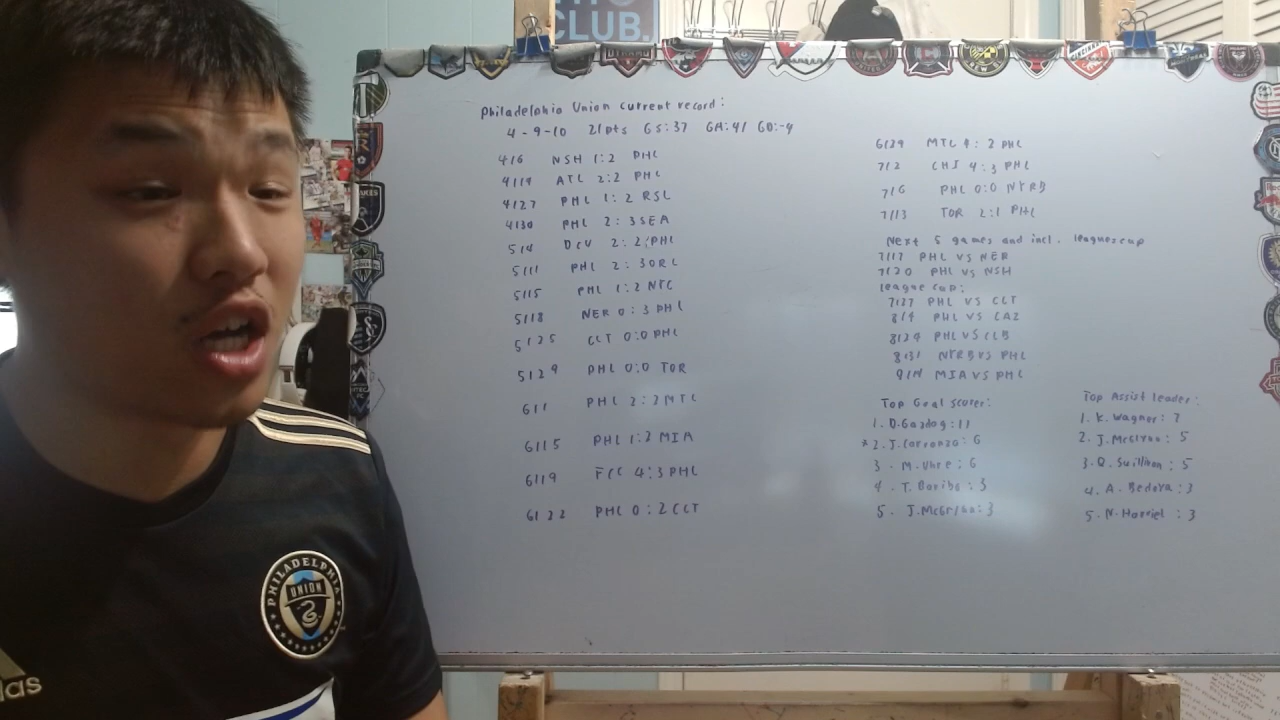 CLUB.
Philadelphia Union current record:
4-9-10 21pts GS:37 GA:41 GD:-4
4/6 NSH 1:2 PHL
4/14 ATL 2:2 PHL
4/27 PHL 1:2 RSL
4/30 PHL 2:3 SEA
5/4 DCU 2:2 PHL
5/11 PHL 2:3 ORL
5/15 PHL 1:2 NYC
5/18 NER 0:3 PHL
5/25 CLT 0:0 PHL
5/29 PHL 0:0 TOR
6/1 PHL 2:2 MTL
6/15 PHL 1:2 MIA
6/19 FCC 4:3 PHL
6/22 PHL 0:2 CLT
6/29 MTL 4:2 PHL
7/2 CHI 4:3 PHL
7/6 PHL 0:0 NYRB
7/13 TOR 2:1 PHL
Next 5 games and incl. leaguescup
7/17 PHL VS NER
7/20 PHL VS NSH
league cup:
7/27 PHL VS CLT
8/4 PHL VS CAZ
8/24 PHL VS CLB
8/31 NYRB VS PHL
9/14 MIA VS PHL
Top Goal scorer:
1. D. Gazdag: 11
*2. J. Carranza: 6
3. M. Uhre: 6
4. T. Baribo: 3
5. J. McGlynn: 3
Top Assist leader:
1. K. Wagner: 7
2. J. McGlynn: 5
3. Q. Sullivan: 5
4. A. Bedoya: 3
5. N. Harriel: 3
PHILADELPHIA
UNION
das